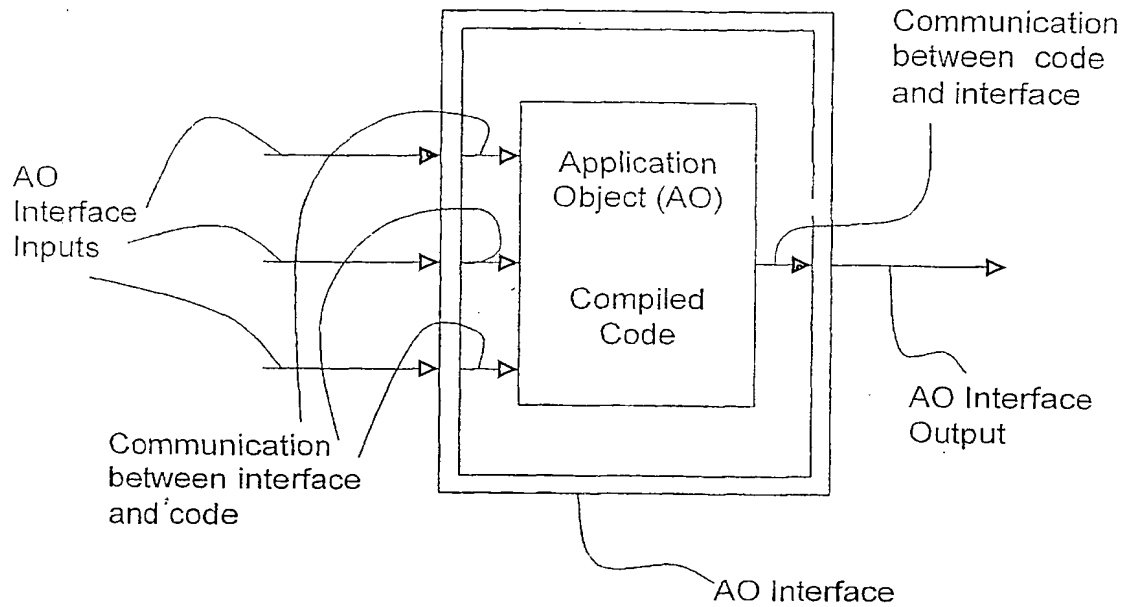 Communication
between code
and interface
Application
Object (AO)
Compiled
Code
AO
Interface
Inputs
AO Interface
Output
Communication
between interface
and code
AO Interface